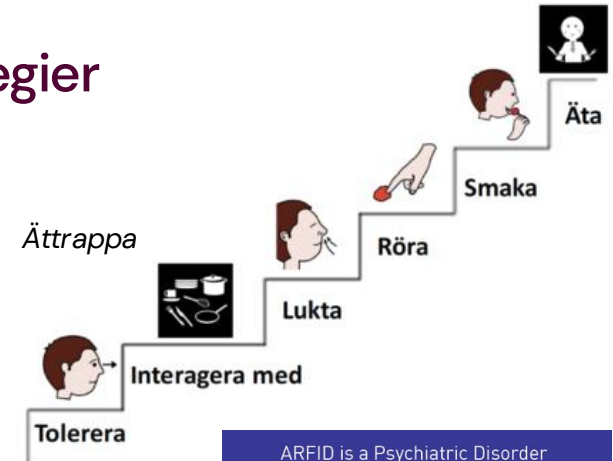 egier
Äta
Smaka
Ättrappa
Röra
Lukta
Interagera med
Tolerera
ARFID is a Psychiatric Disorder